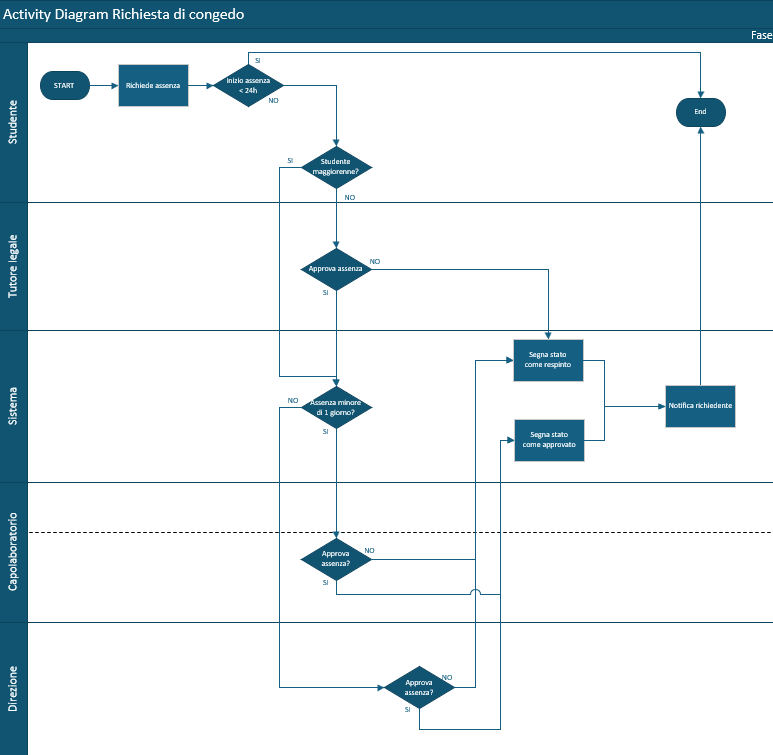 Activity Diagram Richiesta di congedo
Fase
Studente
START
Richiede assenza
Inizio assenza
< 24h
SI
NO
End
Studente
maggiorenne?
SI
NO
Tutore legale
Approva assenza
NO
SI
Sistema
Segna stato
come respinto
Assenza minore
di 1 giorno?
NO
SI
Notifica richiedente
Segna stato
come approvato
Capolaboratorio
Approva
assenza?
NO
SI
Direzione
Approva
assenza?
NO
SI